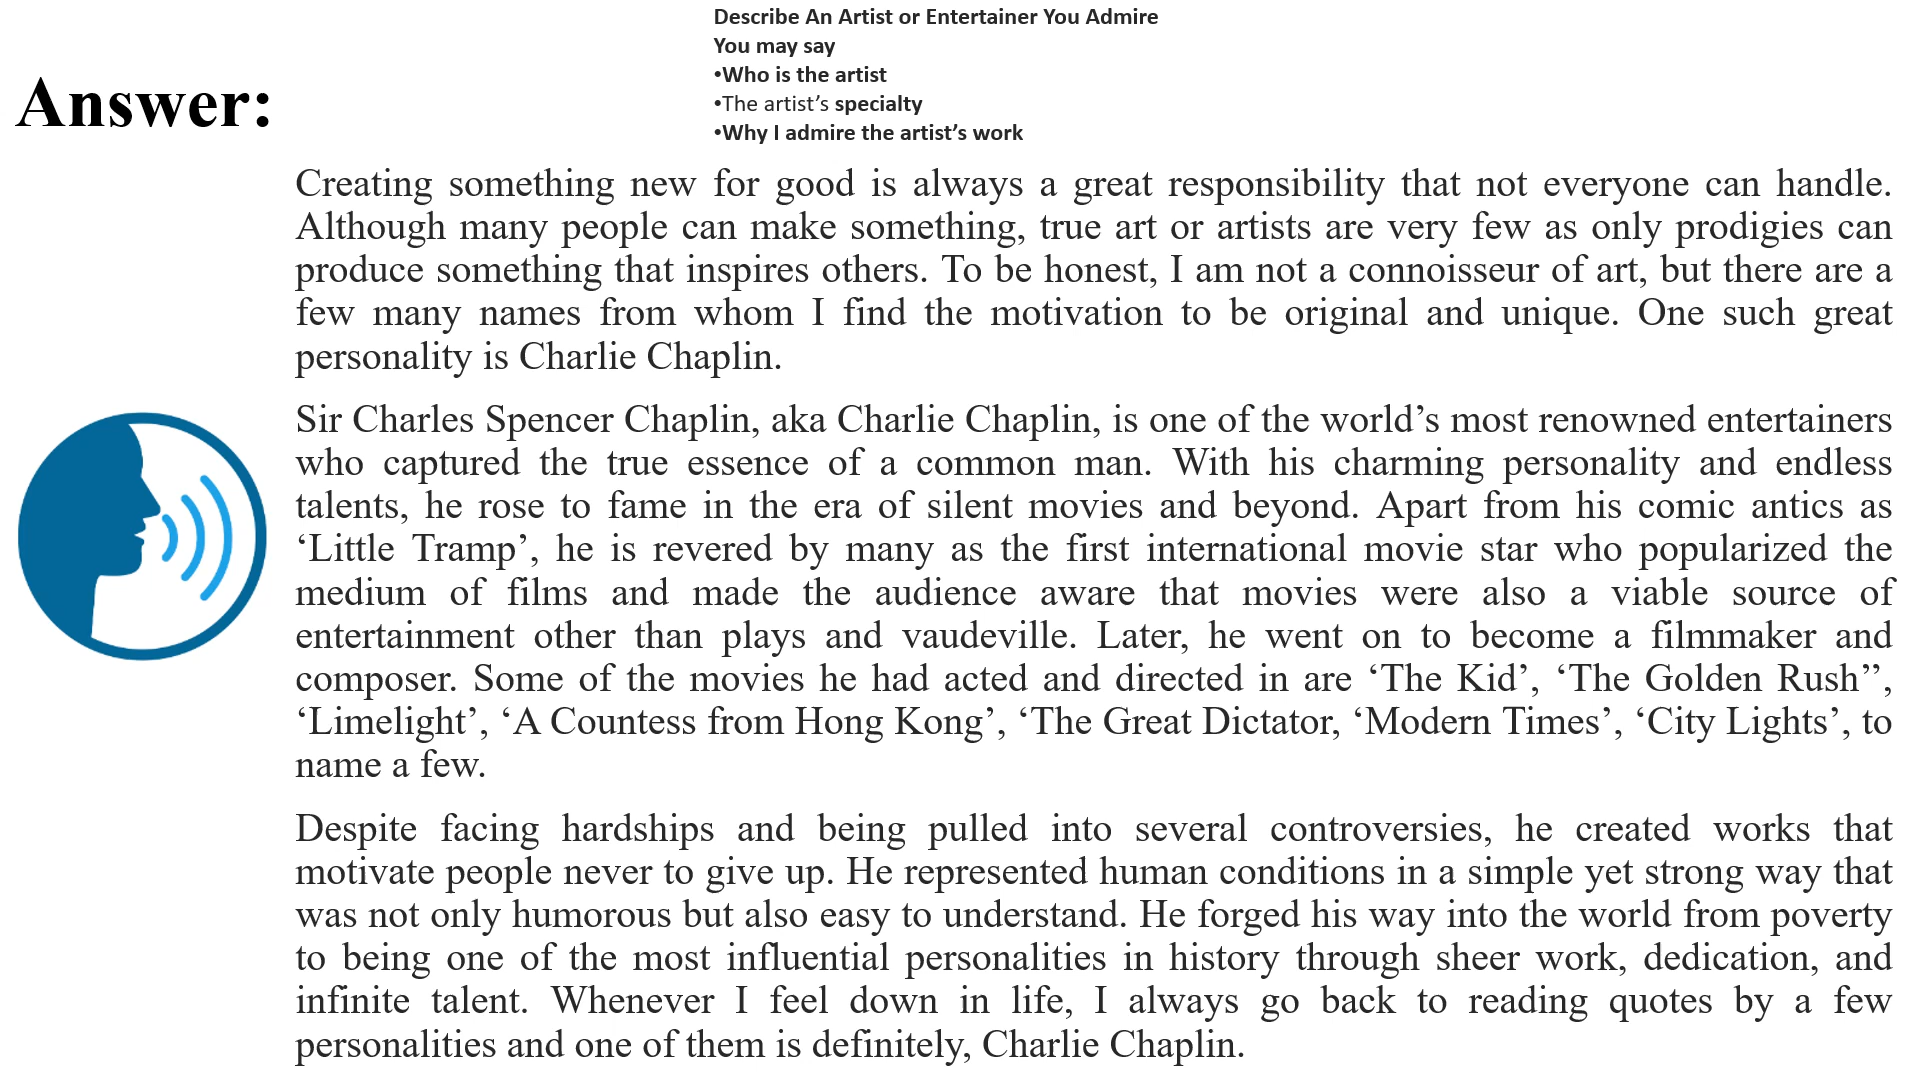 Describe An Artist or Entertainer You Admire
You may say
•Who is the artist
•The artist’s specialty
•Why I admire the artist’s work
Answer:
Creating something new for good is always a great responsibility that not everyone can handle.
Although many people can make something, true art or artists are very few as only prodigies can
produce something that inspires others. To be honest, I am not a connoisseur of art, but there are a
few many names from whom I find the motivation to be original and unique. One such great
personality is Charlie Chaplin.
Sir Charles Spencer Chaplin, aka Charlie Chaplin, is one of the world’s most renowned entertainers
who captured the true essence of a common man. With his charming personality and endless
talents, he rose to fame in the era of silent movies and beyond. Apart from his comic antics as
‘Little Tramp’, he is revered by many as the first international movie star who popularized the
medium of films and made the audience aware that movies were also a viable source of
entertainment other than plays and vaudeville. Later, he went on to become a filmmaker and
composer. Some of the movies he had acted and directed in are ‘The Kid’, ‘The Golden Rush’’,
‘Limelight’, ‘A Countess from Hong Kong’, ‘The Great Dictator, ‘Modern Times’, ‘City Lights’, to
name a few.
Despite facing hardships and being pulled into several controversies, he created works that
motivate people never to give up. He represented human conditions in a simple yet strong way that
was not only humorous but also easy to understand. He forged his way into the world from poverty
to being one of the most influential personalities in history through sheer work, dedication, and
infinite talent. Whenever I feel down in life, I always go back to reading quotes by a few
personalities and one of them is definitely, Charlie Chaplin.